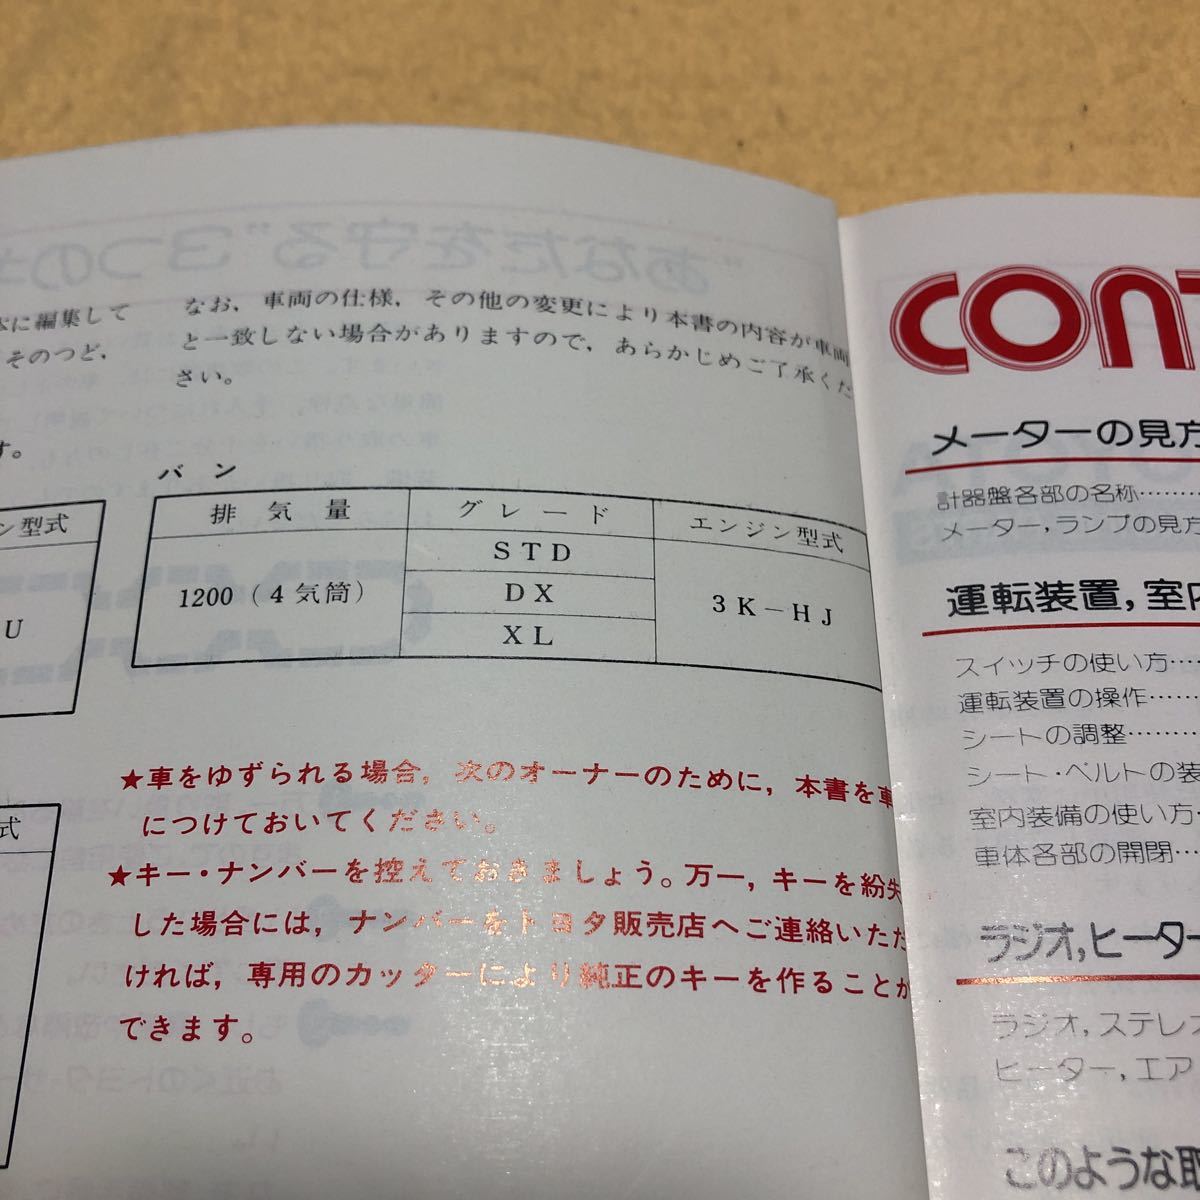 本に編集して
そのつど,
す。
ン型式
U
式
なお, 車両の仕様, その他の変更により本書の内容が車両
と一致しない場合がありますので, あらかじめご了承くだ
さい。
バン
排気量 グレード エンジン型式
1200 (4気筒) STD 3K-HJ
DX
XL
★車をゆずられる場合, 次のオーナーのために, 本書を車
につけておいてください。
★キー・ナンバーを控えておきましょう。万一, キーを紛失
した場合には, ナンバーをトヨタ販売店へご連絡いただ
ければ, 専用のカッターにより純正のキーを作ることが
できます。
CONT
メーターの見方
計器盤各部の名称………
メーター,ランプの見方
運転装置, 室内
スイッチの使い方……
運転装置の操作………
シートの調整…………
シート・ベルトの装
室内装備の使い方…
車体各部の開閉……
ラジオ,ヒーター
ラジオ,ステレオ
ヒーター,エア
このような取